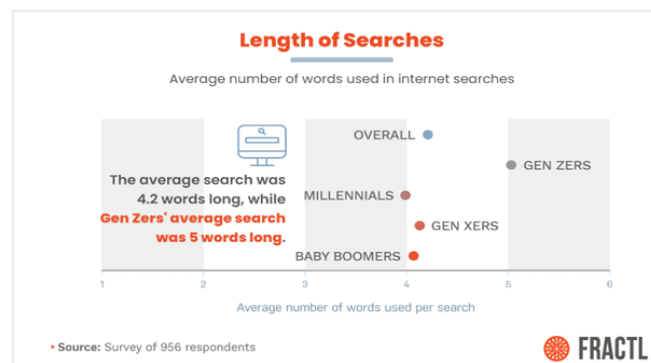 Length of Searches
Average number of words used in internet searches
OVERALL
GEN ZERS
The average search was
4.2 words long, while
Gen Zers' average search
was 5 words long.
MILLENNIALS
GEN XERS
BABY BOOMERS
1 2 3 4 5 6
Average number of words used per search
• Source: Survey of 956 respondents
FRACTL